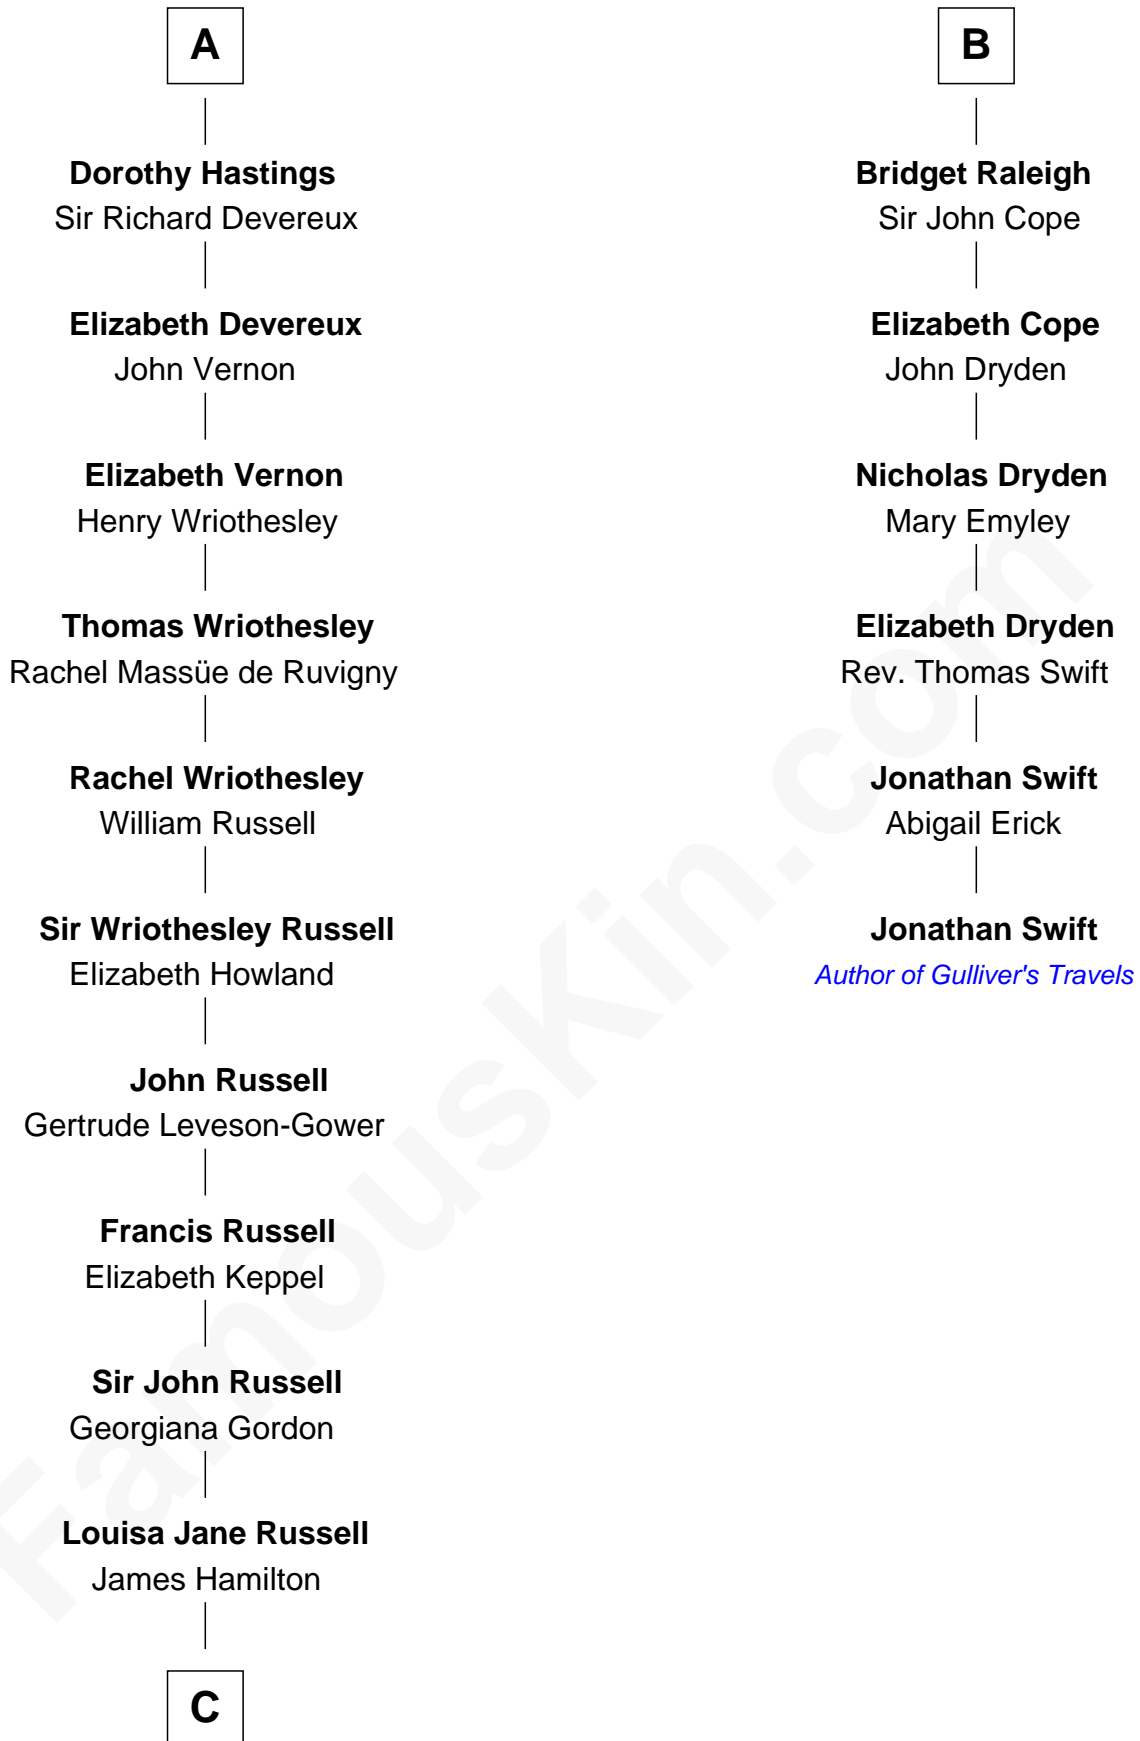 A
Dorothy Hastings
Sir Richard Devereux
Elizabeth Devereux
John Vernon
Elizabeth Vernon
Henry Wriothesley
Thomas Wriothesley
Rachel Massüe de Ruvigny
Rachel Wriothesley
William Russell
Sir Wriothesley Russell
Elizabeth Howland
John Russell
Gertrude Leveson-Gower
Francis Russell
Elizabeth Keppel
Sir John Russell
Georgiana Gordon
Louisa Jane Russell
James Hamilton
C
B
Bridget Raleigh
Sir John Cope
Elizabeth Cope
John Dryden
Nicholas Dryden
Mary Emyley
Elizabeth Dryden
Rev. Thomas Swift
Jonathan Swift
Abigail Erick
Jonathan Swift
Author of Gulliver's Travels
FamousKin.com